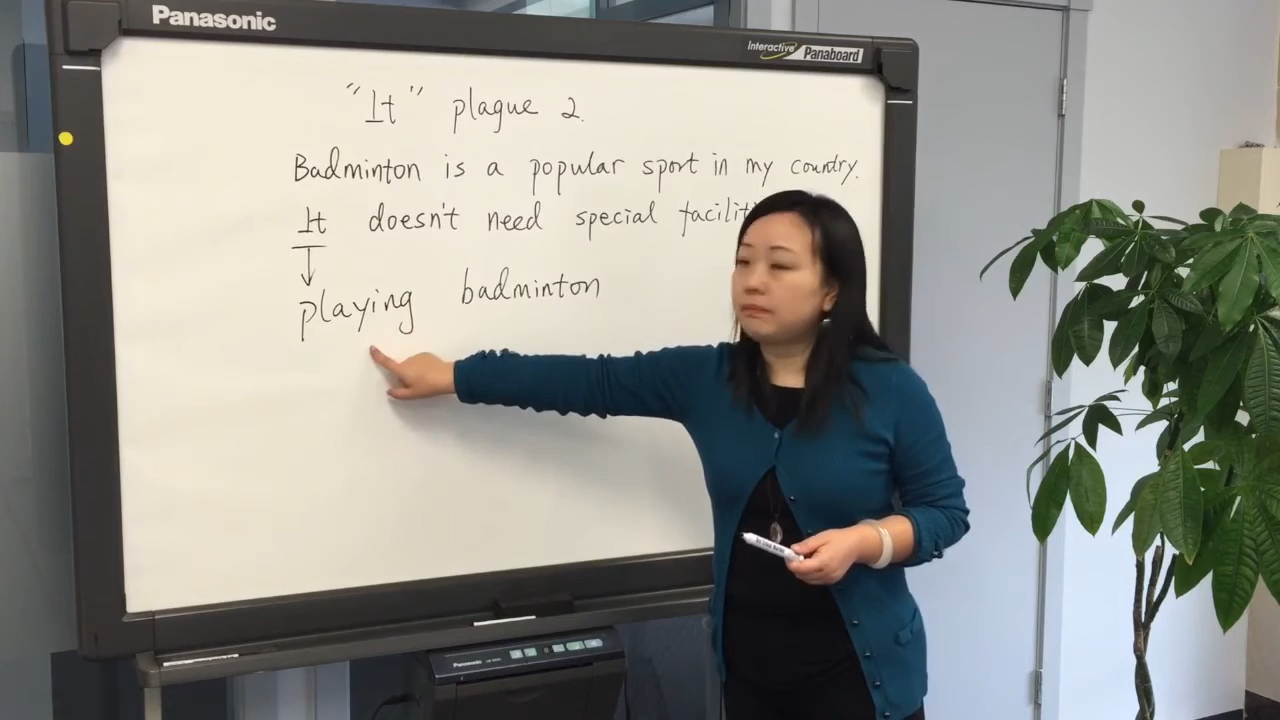 Panasonic
Interactive Panaboard
"It" plague 2.
Badminton is a popular sport in my country.
It doesn't need special
playing badminton
Panasonic